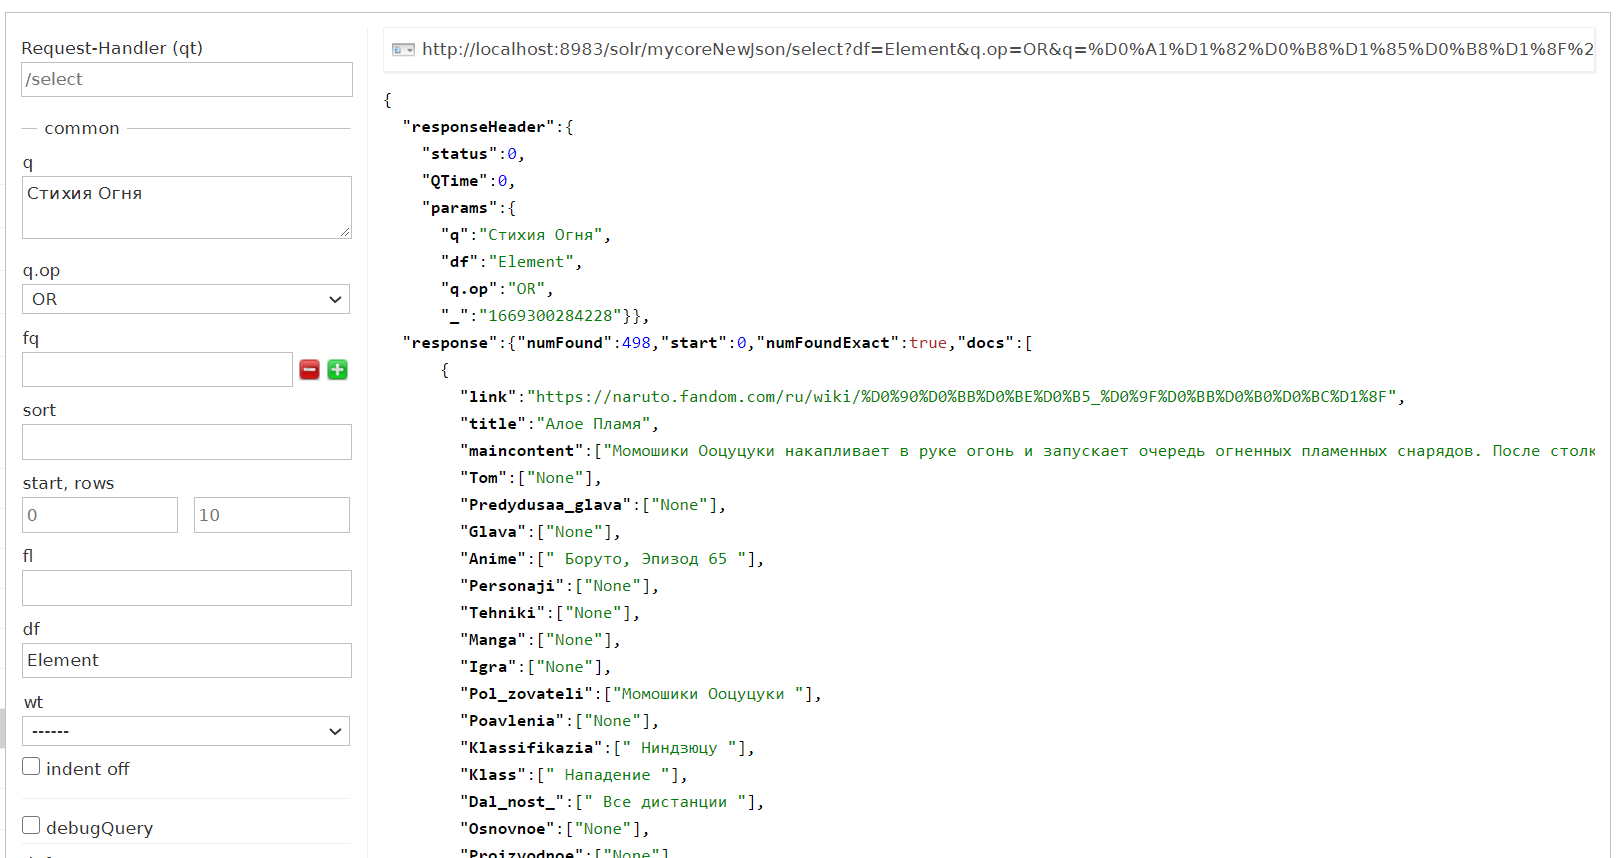 Request-Handler (qt)
/select
common
q
Стихия Огня
q.op
OR
fq
sort
start, rows
0 10
fl
df
Element
wt
------
indent off
debugQuery
http://localhost:8983/solr/mycoreNewJson/select?df=Element&q.op=OR&q=%D0%A1%D1%82%D0%B8%D1%85%D0%B8%D1%8F%2
{
"responseHeader":{
"status":0,
"QTime":0,
"params":{
"q":"Стихия Огня",
"df":"Element",
"q.op":"OR",
"_":"1669300284228"}},
"response":{"numFound":498,"start":0,"numFoundExact":true,"docs":[
{
"link":"https://naruto.fandom.com/ru/wiki/%D0%90%D0%BB%D0%BE%D0%B5_%D0%9F%D0%BB%D0%B0%D0%BC%D1%8F",
"title":"Алое Пламя",
"maincontent":["Момошики Ооцуцуки накапливает в руке огонь и запускает очередь огненных пламенных снарядов. После столк
"Tom":["None"],
"Predydusaa_glava":["None"],
"Glava":["None"],
"Anime":[" Боруто, Эпизод 65 "],
"Personaji":["None"],
"Tehniki":["None"],
"Manga":["None"],
"Igra":["None"],
"Pol_zovateli":["Момошики Ооцуцуки "],
"Poavlenia":["None"],
"Klassifikazia":[" Ниндзюцу "],
"Klass":[" Нападение "],
"Dal_nost_":[" Все дистанции "],
"Osnovnoe":["None"],
"Proizvodnoe":["None"]